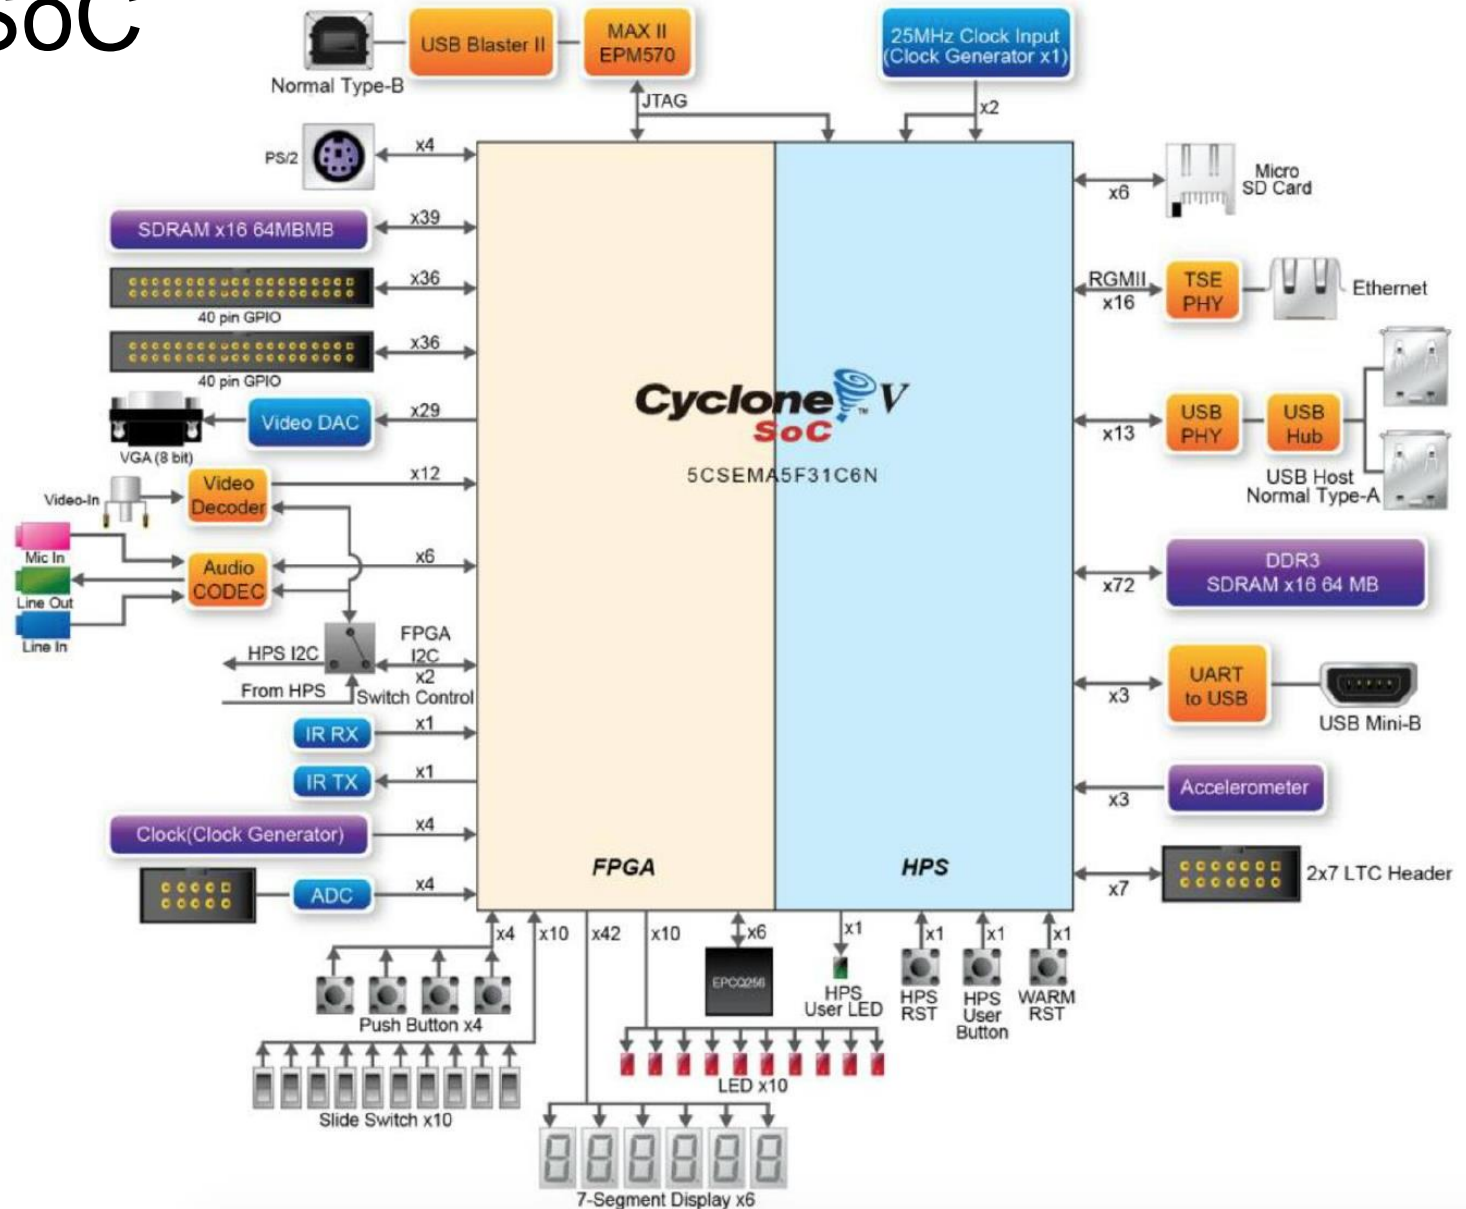 SoC
Normal Type-B
USB Blaster II
MAX II
EPM570
JTAG
25MHz Clock Input
(Clock Generator x1)
x2
PS/2
x4
SDRAM x16 64MBMB
x39
x36
40 pin GPIO
x36
40 pin GPIO
Video DAC
x29
VGA (8 bit)
Video-In
Video
Decoder
x12
Mic In
Line Out
Line In
Audio
CODEC
x6
HPS I2C
From HPS
FPGA
I2C
x2
Switch Control
IR RX
x1
IR TX
x1
Clock(Clock Generator)
x4
ADC
x4
Cyclone V
TM
SoC
5CSEMA5F31C6N
FPGA
HPS
x6
Micro
SD Card
RGMII
x16
TSE
PHY
Ethernet
x13
USB
PHY
USB
Hub
USB Host
Normal Type-A
x72
DDR3
SDRAM x16 64 MB
x3
UART
to USB
USB Mini-B
x3
Accelerometer
x7
2x7 LTC Header
x4
x10
x42
x10
x6
x1
x1
x1
x1
Push Button x4
Slide Switch x10
EPCQ256
HPS
User LED
HPS
RST
HPS
User
Button
WARM
RST
LED x10
7-Segment Display x6